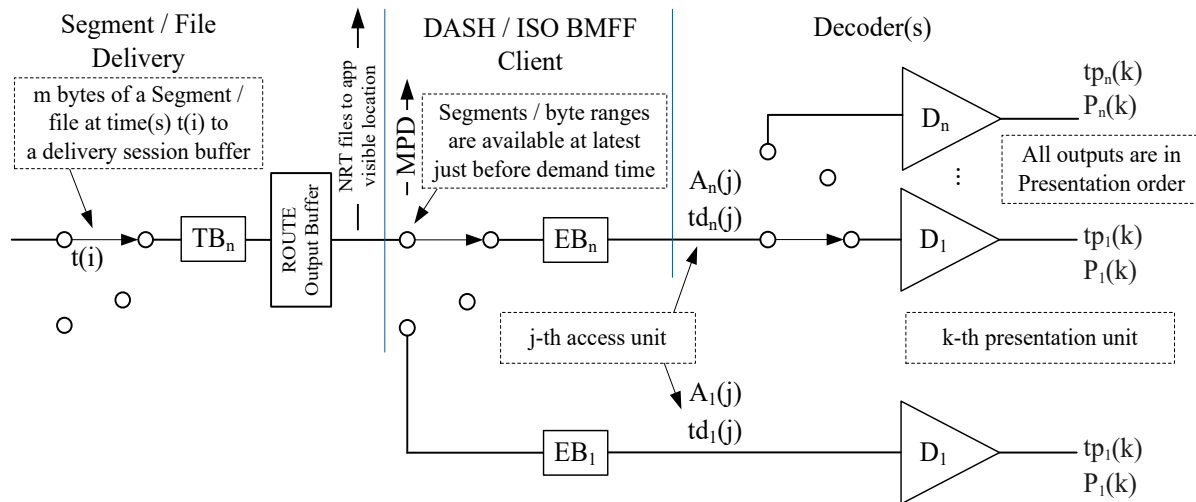 Segment / File
Delivery
m bytes of a Segment /
file at time(s) t(i) to
a delivery session buffer
t(i)
TBₙ
ROUTE
Output Buffer
NRT files to app
visible location
DASH / ISO BMFF
Client
MPD
Segments / byte ranges
are available at latest
just before demand time
EBₙ
EB₁
Aₙ(j)
tdₙ(j)
j-th access unit
A₁(j)
td₁(j)
Decoder(s)
Dₙ
tpₙ(k)
Pₙ(k)
⋮
All outputs are in
Presentation order
D₁
tp₁(k)
P₁(k)
k-th presentation unit
D₁
tp₁(k)
P₁(k)